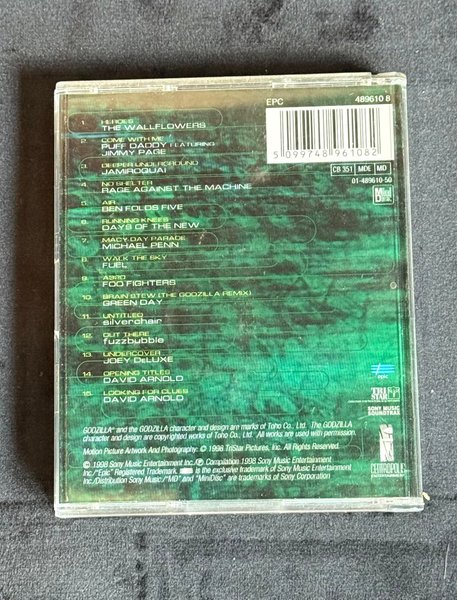 EPC 489610 8
5099748961082
CB 351 MDE MD
01-489610-50
1. HEROES
THE WALLFLOWERS
2. COME WITH ME
PUFF DADDY FEATURING
JIMMY PAGE
3. DEEPER UNDERGROUND
JAMIROQUAI
4. NO SHELTER
RAGE AGAINST THE MACHINE
5. AIR
BEN FOLDS FIVE
6. RUNNING KNEES
DAYS OF THE NEW
7. MACY DAY PARADE
MICHAEL PENN
8. WALK THE SKY
FUEL
9. A320
FOO FIGHTERS
10. BRAIN STEW (THE GODZILLA REMIX)
GREEN DAY
11. UNTITLED
silverchair
12. OUT THERE
fuzzbubble
13. UNDERCOVER
JOEY DELUXE
14. OPENING TITLES
DAVID ARNOLD
15. LOOKING FOR CLUES
DAVID ARNOLD
epic
TRI
STAR
SONY MUSIC
SOUNDTRAX
CENTROPOLIS
GODZILLA® and the GODZILLA character and design are marks of Toho Co., Ltd. The GODZILLA
character and design are copyrighted works of Toho Co., Ltd. All works are used with permission.
Motion Picture Artwork And Photography: © 1998 TriStar Pictures, Inc. All Rights Reserved.
© 1998 Sony Music Entertainment Inc./℗ Compilation 1998 Sony Music Entertainment
Inc./"Epic" Registered Trademark. is the exclusive trademark of Sony Music Entertainment
Inc./Distribution Sony Music/"MD" and "MiniDisc" are trademarks of Sony Corporation